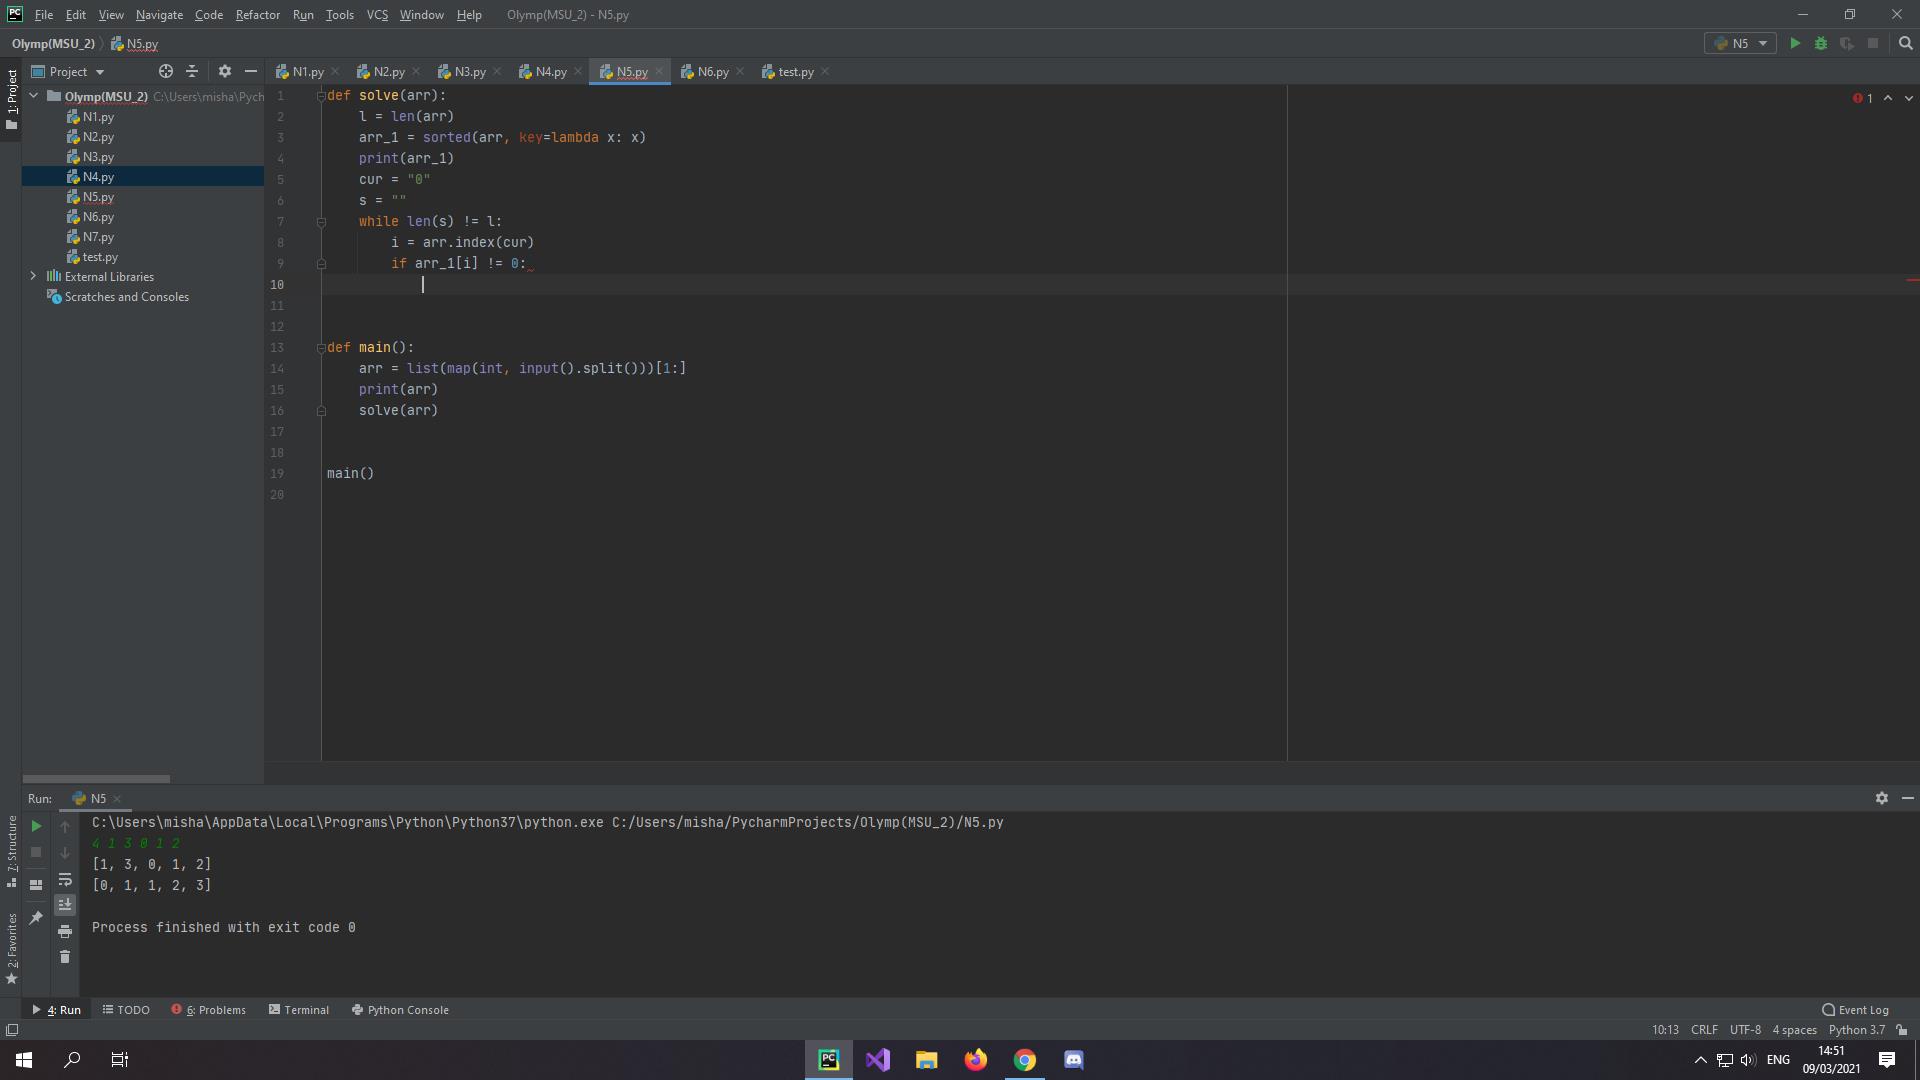 PC File Edit View Navigate Code Refactor Run Tools VCS Window Help Olymp(MSU_2) - N5.py
Olymp(MSU_2) N5.py N5
Project N1.py N2.py N3.py N4.py N5.py N6.py test.py
1: Project
Olymp(MSU_2) C:\Users\misha\Pych
N1.py
N2.py
N3.py
N4.py
N5.py
N6.py
N7.py
test.py
External Libraries
Scratches and Consoles
1 def solve(arr):
2 l = len(arr)
3 arr_1 = sorted(arr, key=lambda x: x)
4 print(arr_1)
5 cur = "0"
6 s = ""
7 while len(s) != l:
8 i = arr.index(cur)
9 if arr_1[i] != 0:
10
11
12
13 def main():
14 arr = list(map(int, input().split()))[1:]
15 print(arr)
16 solve(arr)
17
18
19 main()
20
1
Run: N5
C:\Users\misha\AppData\Local\Programs\Python\Python37\python.exe C:/Users/misha/PycharmProjects/Olymp(MSU_2)/N5.py
4 1 3 0 1 2
[1, 3, 0, 1, 2]
[0, 1, 1, 2, 3]
Process finished with exit code 0
7: Structure
2: Favorites
4: Run TODO 6: Problems Terminal Python Console Event Log
10:13 CRLF UTF-8 4 spaces Python 3.7
PC ENG 14:51
09/03/2021